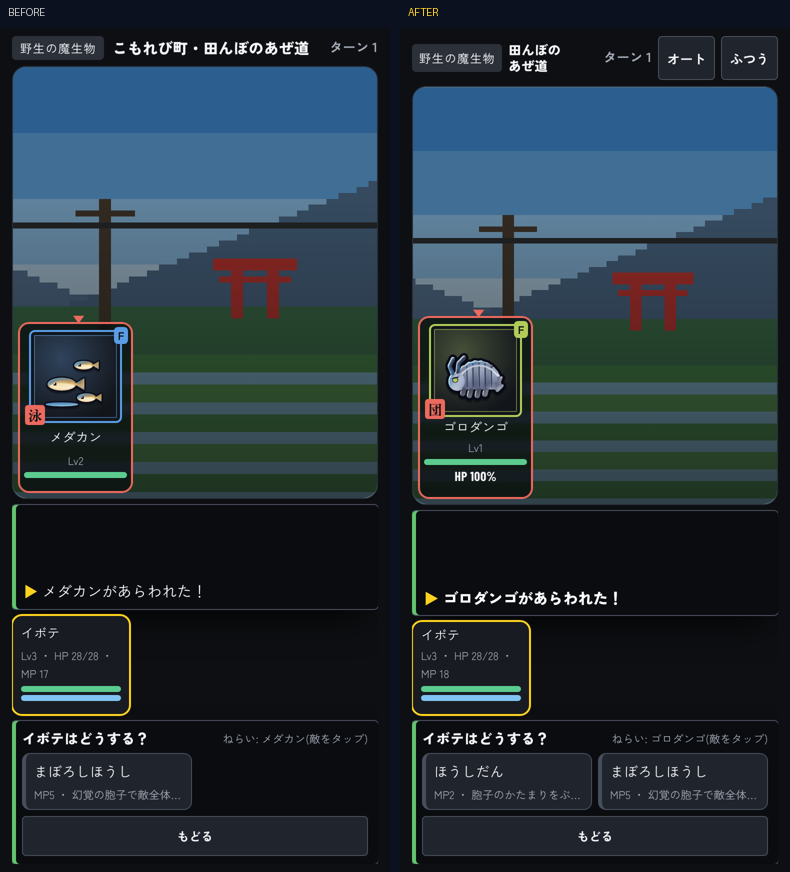 BEFORE
野生の魔生物 こもれび町・田んぼのあぜ道 ターン 1
F
泳
メダカン
Lv2
▶ メダカンがあらわれた！
イボテ
Lv3 ・ HP 28/28 ・
MP 17
イボテはどうする？ ねらい: メダカン(敵をタップ)
まぼろしほうし
MP5 ・ 幻覚の胞子で敵全体…
もどる
AFTER
野生の魔生物 田んぼの
あぜ道
ターン 1 オート ふつう
F
団
ゴロダンゴ
Lv1
HP 100%
▶ ゴロダンゴがあらわれた！
イボテ
Lv3 ・ HP 28/28 ・
MP 18
イボテはどうする？ ねらい: ゴロダンゴ(敵をタップ)
ほうしだん まぼろしほうし
MP2 ・ 胞子のかたまりをぶ… MP5 ・ 幻覚の胞子で敵全体…
もどる